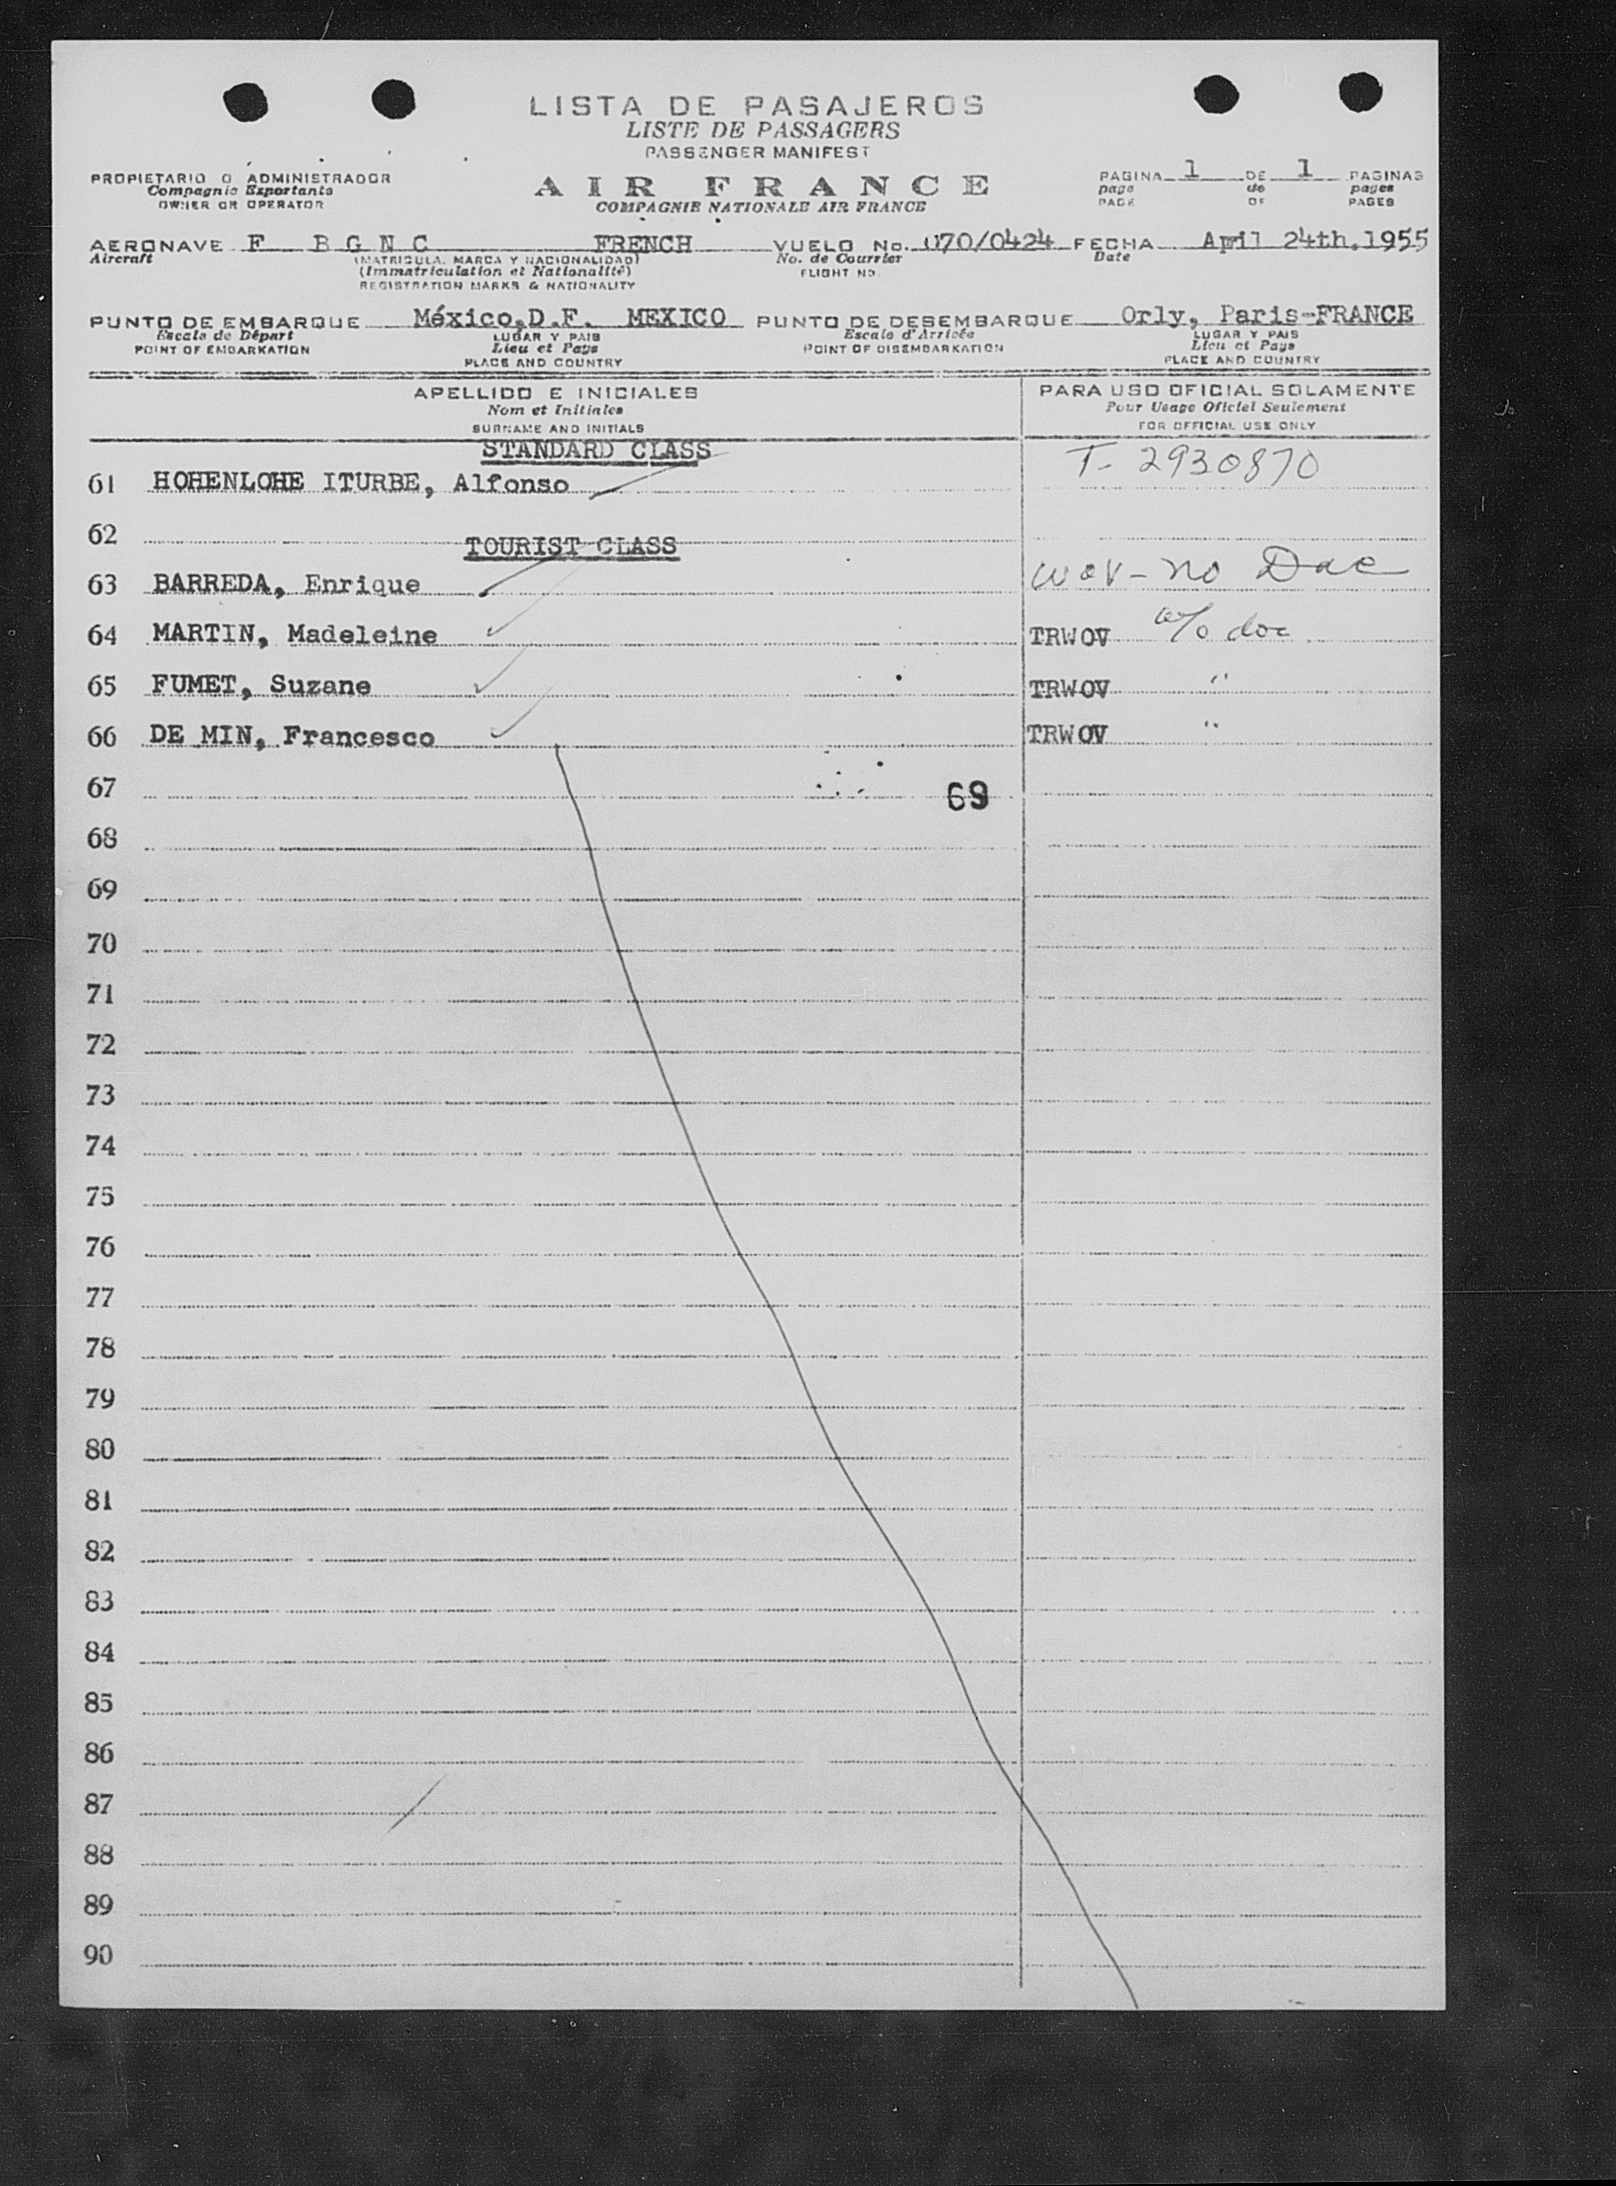 LISTA DE PASAJEROS
LISTE DE PASSAGERS
PASSENGER MANIFEST
PROPIETARIO O ADMINISTRADOR
Compagnie Exportants
OWNER OR OPERATOR
AIR FRANCE
COMPAGNIE NATIONALE AIR FRANCE
PAGINA 1 DE 1 PAGINAS
page de pages
PAGE OF PAGES
AERONAVE F B G N C FRENCH VUELO No. 070/0424 FECHA April 24th.1955
Aircraft (MATRICULA, MARCA Y NACIONALIDAD) No. de Courrier Date
(Immatriculation et Nationalité) FLIGHT NO.
REGISTRATION MARKS & NATIONALITY
PUNTO DE EMBARQUE México,D.F. MEXICO PUNTO DE DESEMBARQUE Orly, Paris-FRANCE
Escale de Départ LUGAR Y PAIS Escale d'Arrivée LUGAR Y PAIS
POINT OF EMBARKATION Lieu et Pays POINT OF DISEMBARKATION Lieu et Pays
PLACE AND COUNTRY PLACE AND COUNTRY
APELLIDO E INICIALES PARA USO OFICIAL SOLAMENTE
Nom et Initiales Pour Usage Oficiel Seulement
SURNAME AND INITIALS FOR OFFICIAL USE ONLY
STANDARD CLASS
61 HOHENLOHE ITURBE, Alfonso T- 2930870
62
TOURIST CLASS
63 BARREDA, Enrique wov - no Doc
64 MARTIN, Madeleine TRWOV w/o doc
65 FUMET, Suzane TRWOV "
66 DE MIN, Francesco TRWOV "
67 69
68
69
70
71
72
73
74
75
76
77
78
79
80
81
82
83
84
85
86
87
88
89
90